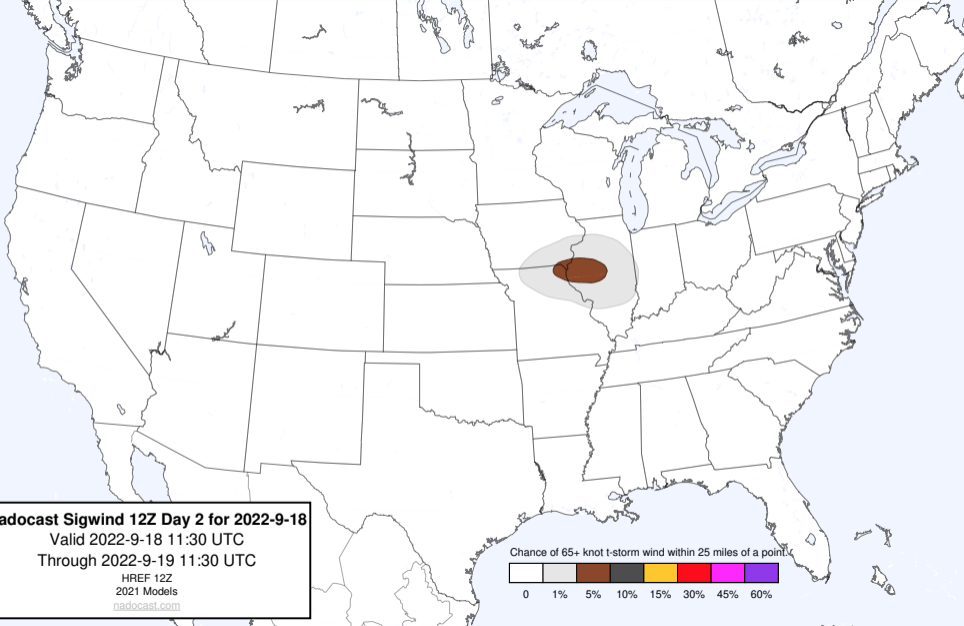 adocast Sigwind 12Z Day 2 for 2022-9-18
Valid 2022-9-18 11:30 UTC
Through 2022-9-19 11:30 UTC
HREF 12Z
2021 Models
nadocast.com
Chance of 65+ knot t-storm wind within 25 miles of a point.
0 1% 5% 10% 15% 30% 45% 60%